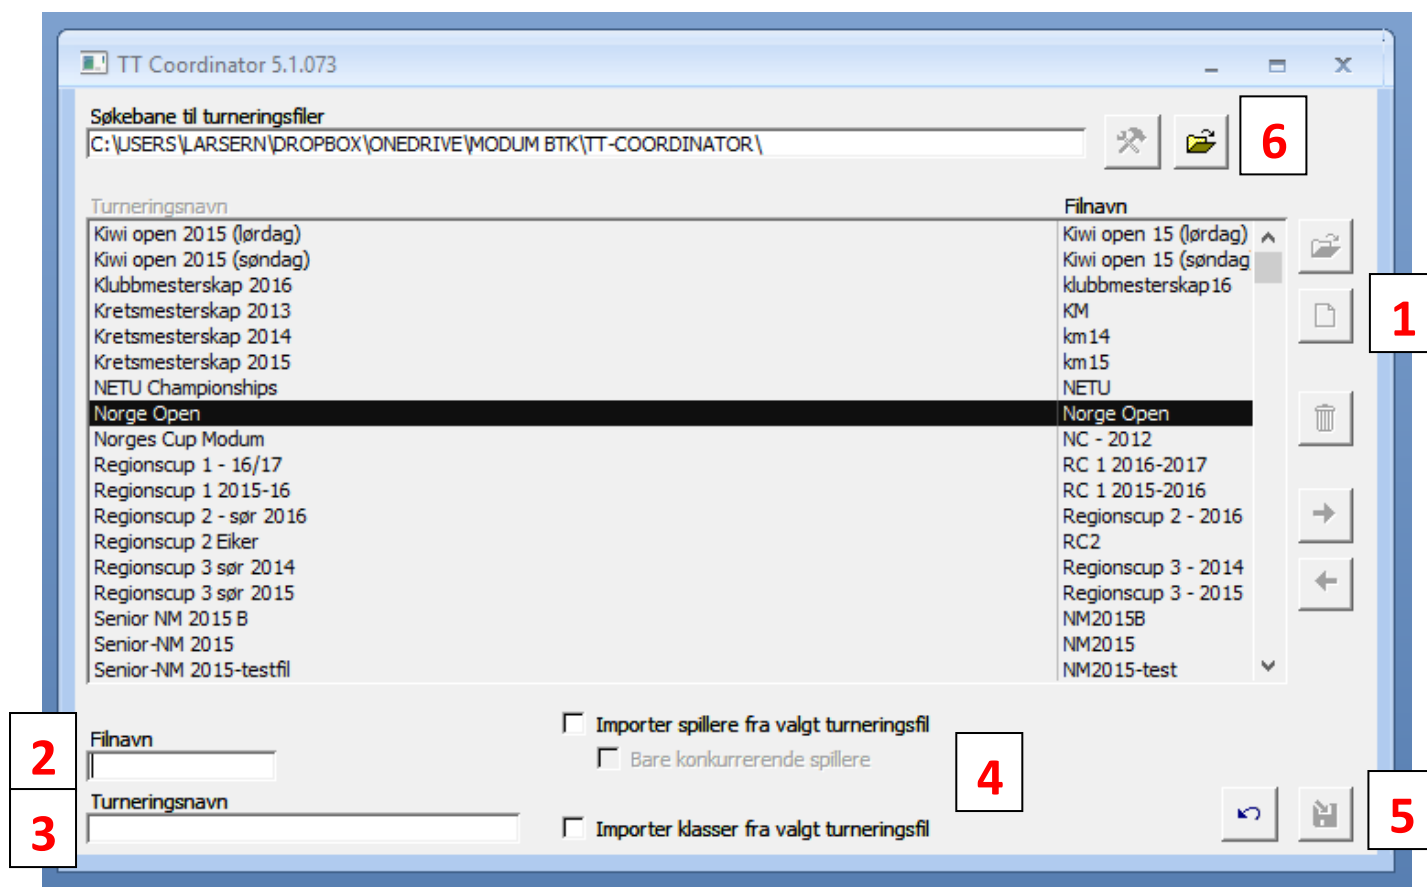 TT Coordinator 5.1.073
Søkebane til turneringsfiler
C:\USERS\LARSERN\DROPBOX\ONEDRIVE\MODUM BTK\TT-COORDINATOR\
6
Turneringsnavn Filnavn
Kiwi open 2015 (lørdag) Kiwi open 15 (lørdag)
Kiwi open 2015 (søndag) Kiwi open 15 (søndag
Klubbmesterskap 2016 klubbmesterskap16
Kretsmesterskap 2013 KM
1
Kretsmesterskap 2014 km14
Kretsmesterskap 2015 km15
NETU Championships NETU
Norge Open Norge Open
Norges Cup Modum NC - 2012
Regionscup 1 - 16/17 RC 1 2016-2017
Regionscup 1 2015-16 RC 1 2015-2016
Regionscup 2 - sør 2016 Regionscup 2 - 2016
Regionscup 2 Eiker RC2
Regionscup 3 sør 2014 Regionscup 3 - 2014
Regionscup 3 sør 2015 Regionscup 3 - 2015
Senior NM 2015 B NM2015B
Senior-NM 2015 NM2015
Senior-NM 2015-testfil NM2015-test
Importer spillere fra valgt turneringsfil
2 Filnavn
Bare konkurrerende spillere
4
Turneringsnavn
5
3
Importer klasser fra valgt turneringsfil